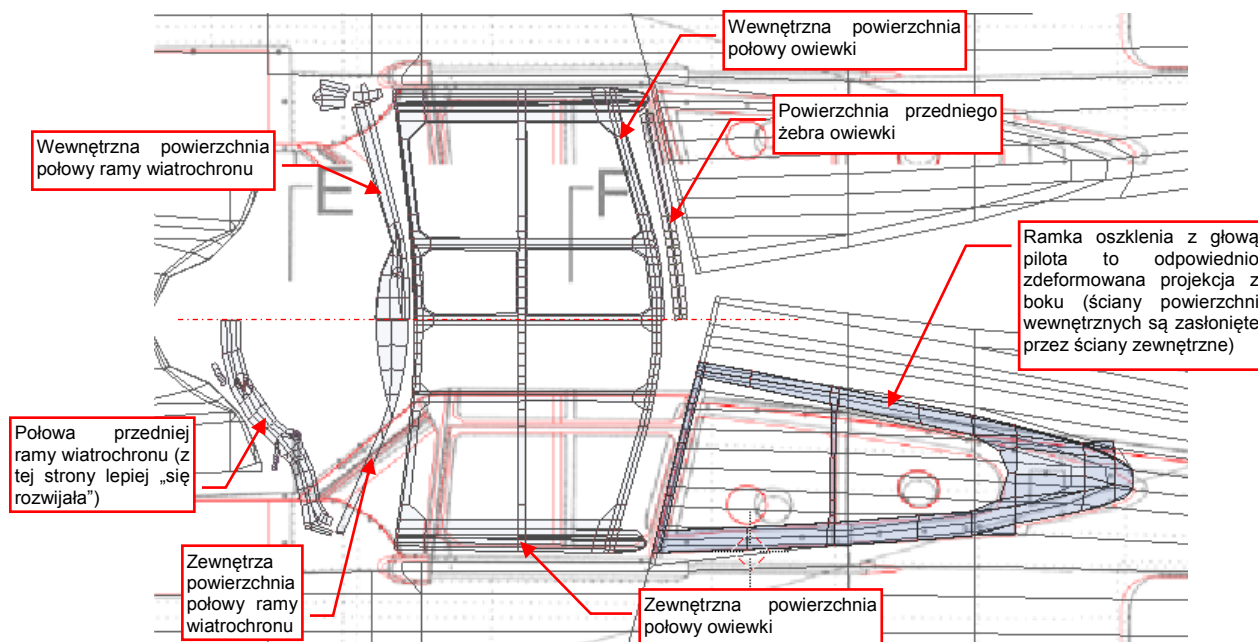 Wewnętrzna powierzchnia
połowy owiewki
Powierzchnia przedniego
żebra owiewki
Wewnętrzna powierzchnia
połowy ramy wiatrochronu
E
F
Ramka oszklenia z głową
pilota to odpowiednio
zdeformowana projekcja z
boku (ściany powierzchni
wewnętrznych są zasłonięte
przez ściany zewnętrzne)
Połowa przedniej
ramy wiatrochronu (z
tej strony lepiej „się
rozwijała”)
Zewnętrza
powierzchnia
połowy ramy
wiatrochronu
Zewnętrzna powierzchnia
połowy owiewki